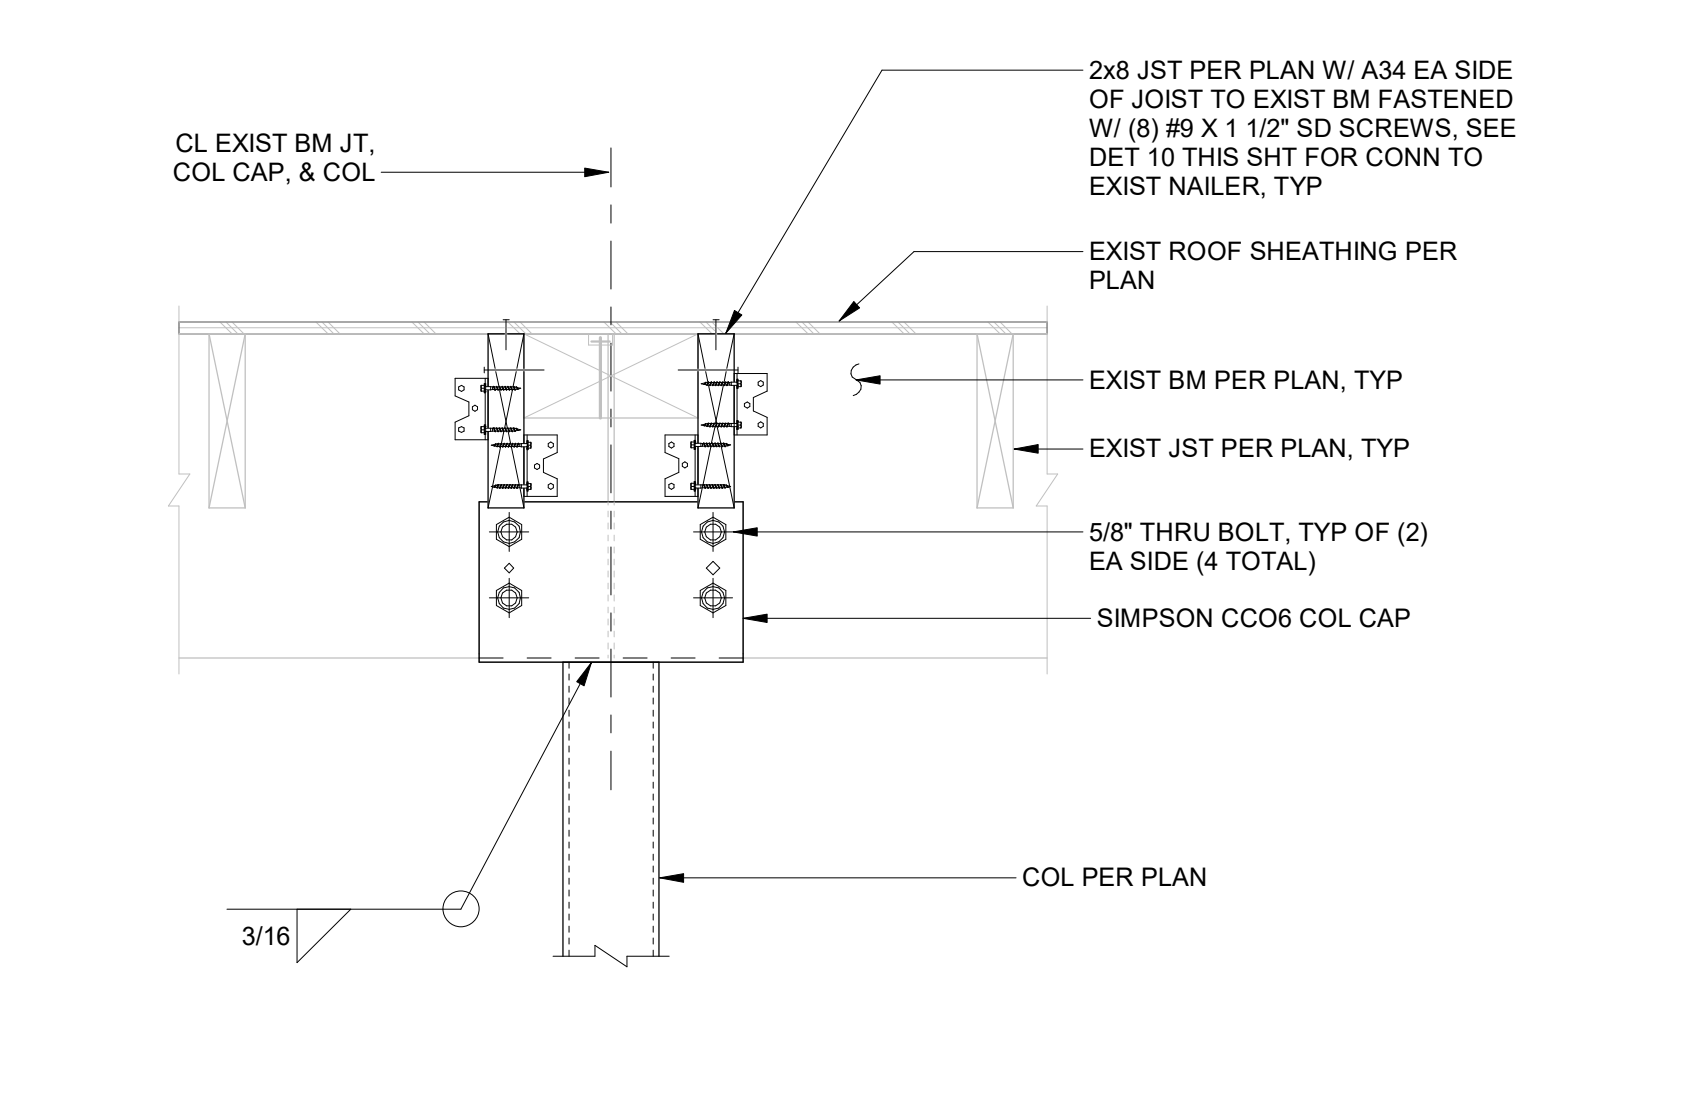 2x8 JST PER PLAN W/ A34 EA SIDE
OF JOIST TO EXIST BM FASTENED
W/ (8) #9 X 1 1/2" SD SCREWS, SEE
DET 10 THIS SHT FOR CONN TO
EXIST NAILER, TYP
CL EXIST BM JT,
COL CAP, & COL
EXIST ROOF SHEATHING PER
PLAN
EXIST BM PER PLAN, TYP
EXIST JST PER PLAN, TYP
5/8" THRU BOLT, TYP OF (2)
EA SIDE (4 TOTAL)
SIMPSON CCO6 COL CAP
COL PER PLAN
3/16